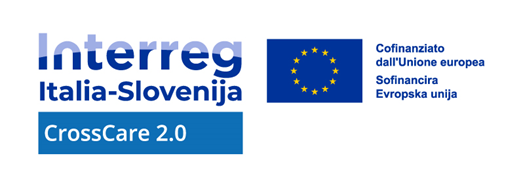 Interreg
Italia-Slovenija
CrossCare 2.0
Cofinanziato
dall'Unione europea
Sofinancira
Evropska unija